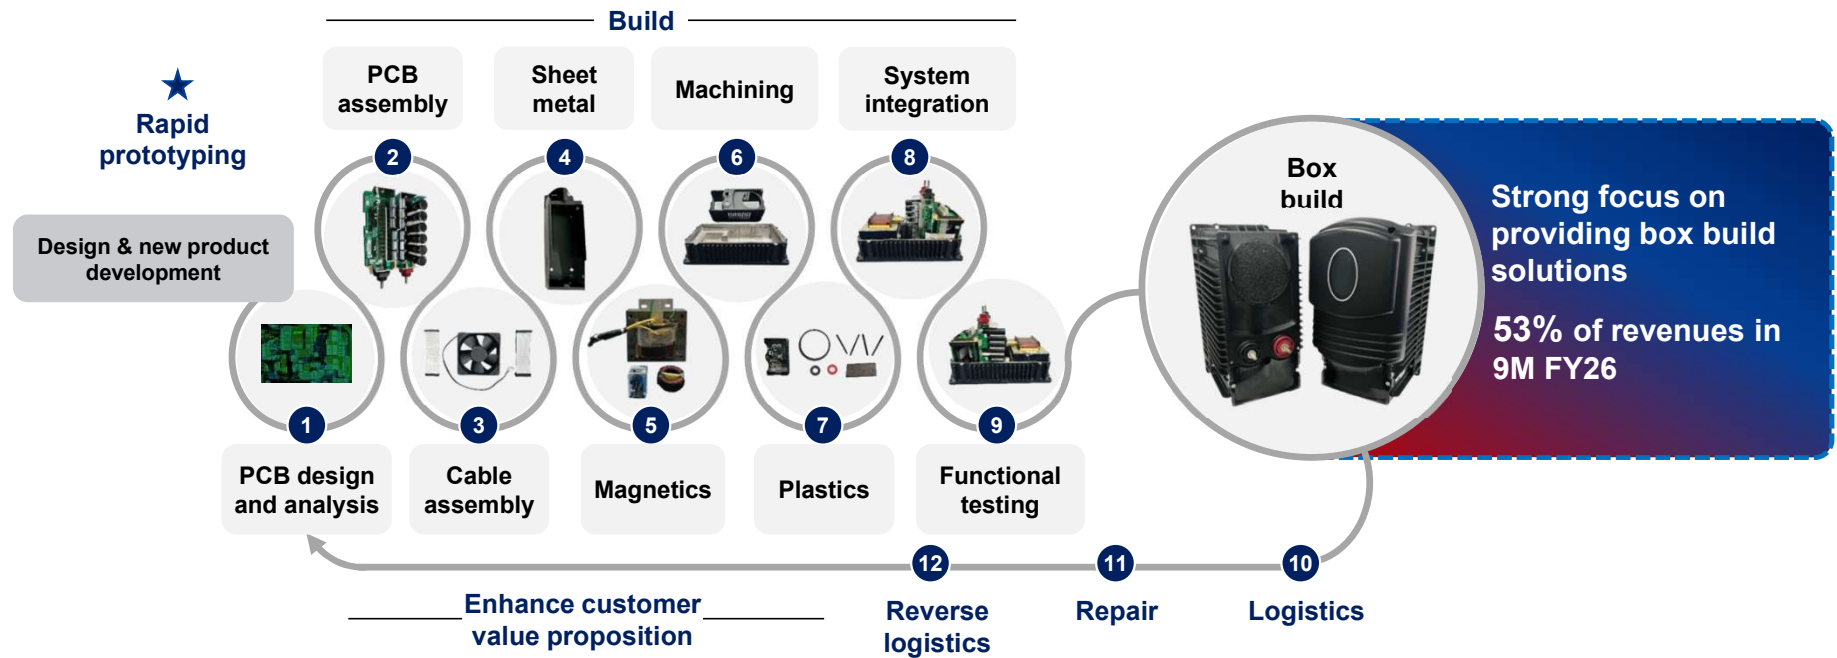 Build
Rapid
prototyping
Design & new product
development
PCB
assembly
Sheet
metal
Machining
System
integration
2
4
6
8
1
3
5
7
9
PCB design
and analysis
Cable
assembly
Magnetics
Plastics
Functional
testing
Box
build
Strong focus on
providing box build
solutions
53% of revenues in
9M FY26
12
11
10
Enhance customer
value proposition
Reverse
logistics
Repair
Logistics